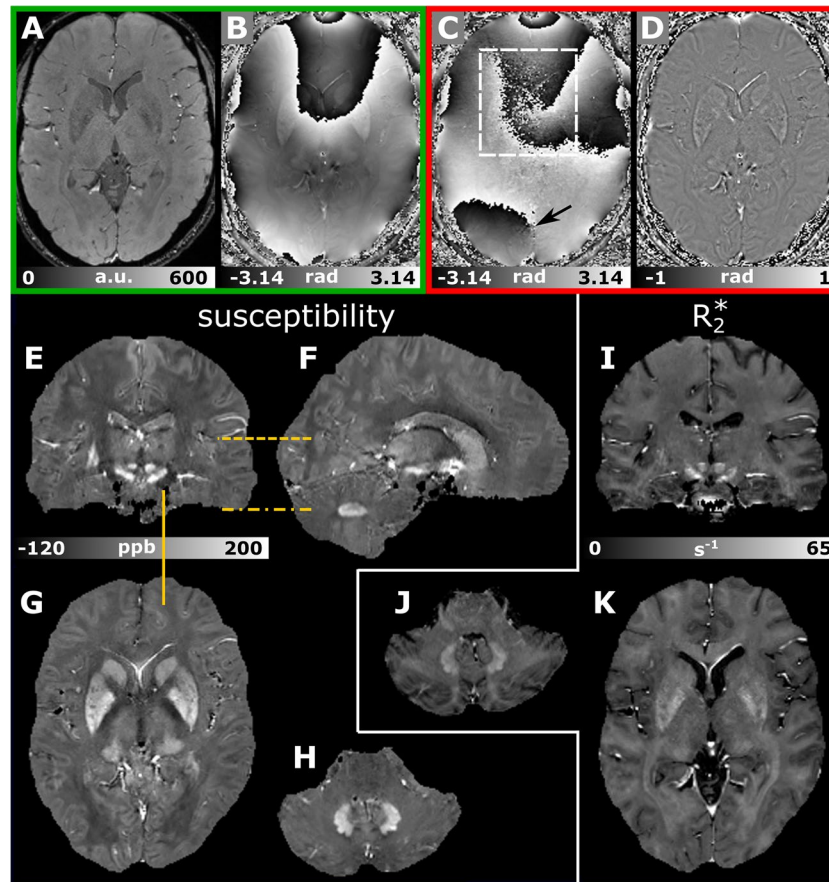 A B C D
0 a.u. 600 -3.14 rad 3.14 -3.14 rad 3.14 -1 rad 1
susceptibility R₂*
E F I
-120 ppb 200 0 s⁻¹ 65
G J K
H